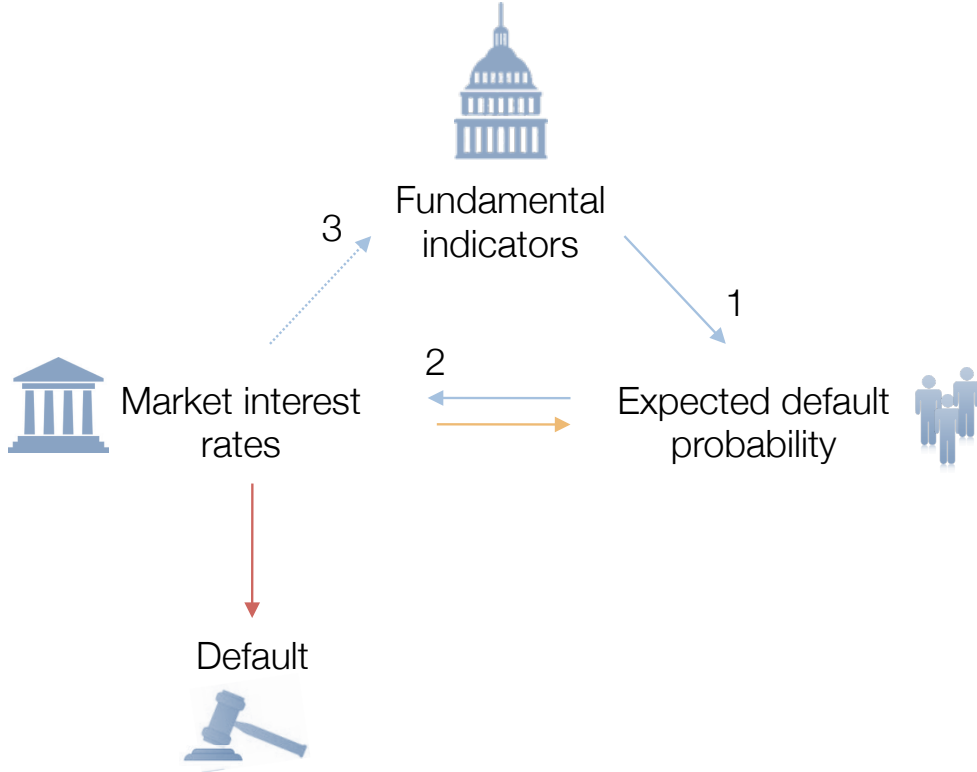 Fundamental
indicators
3
1
2
Market interest
rates
Expected default
probability
Default